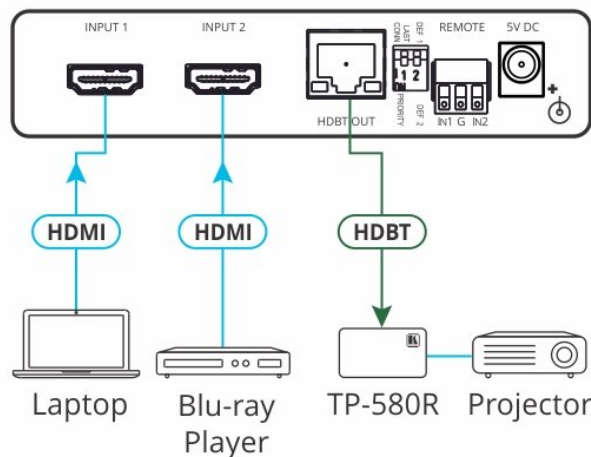 INPUT 1
INPUT 2
HDBT OUT
LAST CONN
DEF 1
1 2
ON
PRIORITY
DEF 2
REMOTE
IN1 G IN2
5V DC
+
HDMI
HDMI
HDBT
Laptop
Blu-ray
Player
TP-580R
Projector